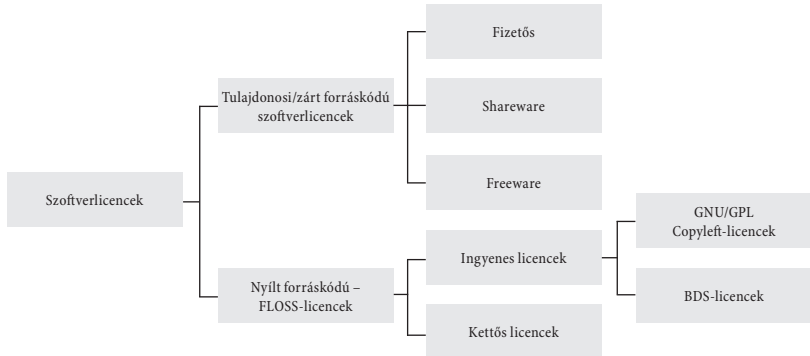 Fizetős
Tulajdonosi/zárt forráskódú
szoftverlicencek
Shareware
Freeware
Szoftverlicencek
GNU/GPL
Copyleft-licencek
Ingyenes licencek
Nyílt forráskódú –
FLOSS-licencek
BDS-licencek
Kettős licencek